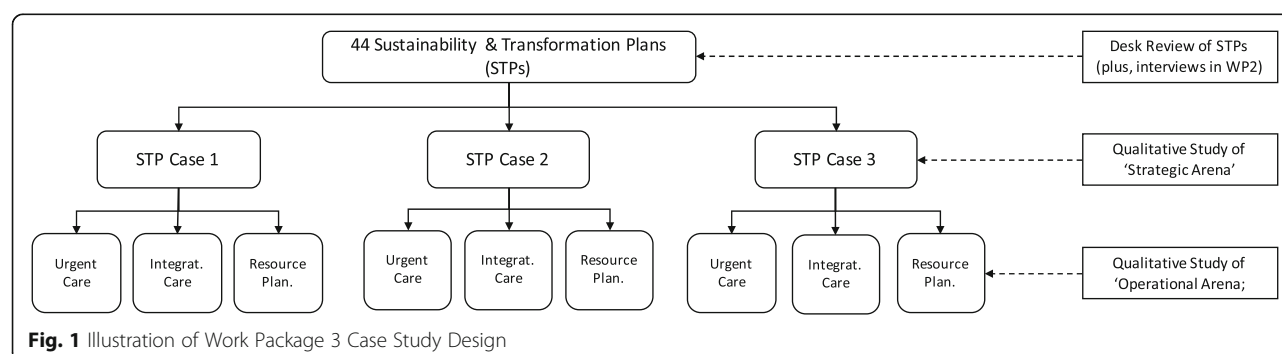 44 Sustainability & Transformation Plans
(STPs)
Desk Review of STPs
(plus, interviews in WP2)
STP Case 1
STP Case 2
STP Case 3
Qualitative Study of
‘Strategic Arena’
Urgent
Care
Integrat.
Care
Resource
Plan.
Urgent
Care
Integrat.
Care
Resource
Plan.
Urgent
Care
Integrat.
Care
Resource
Plan.
Qualitative Study of
‘Operational Arena;
Fig. 1 Illustration of Work Package 3 Case Study Design